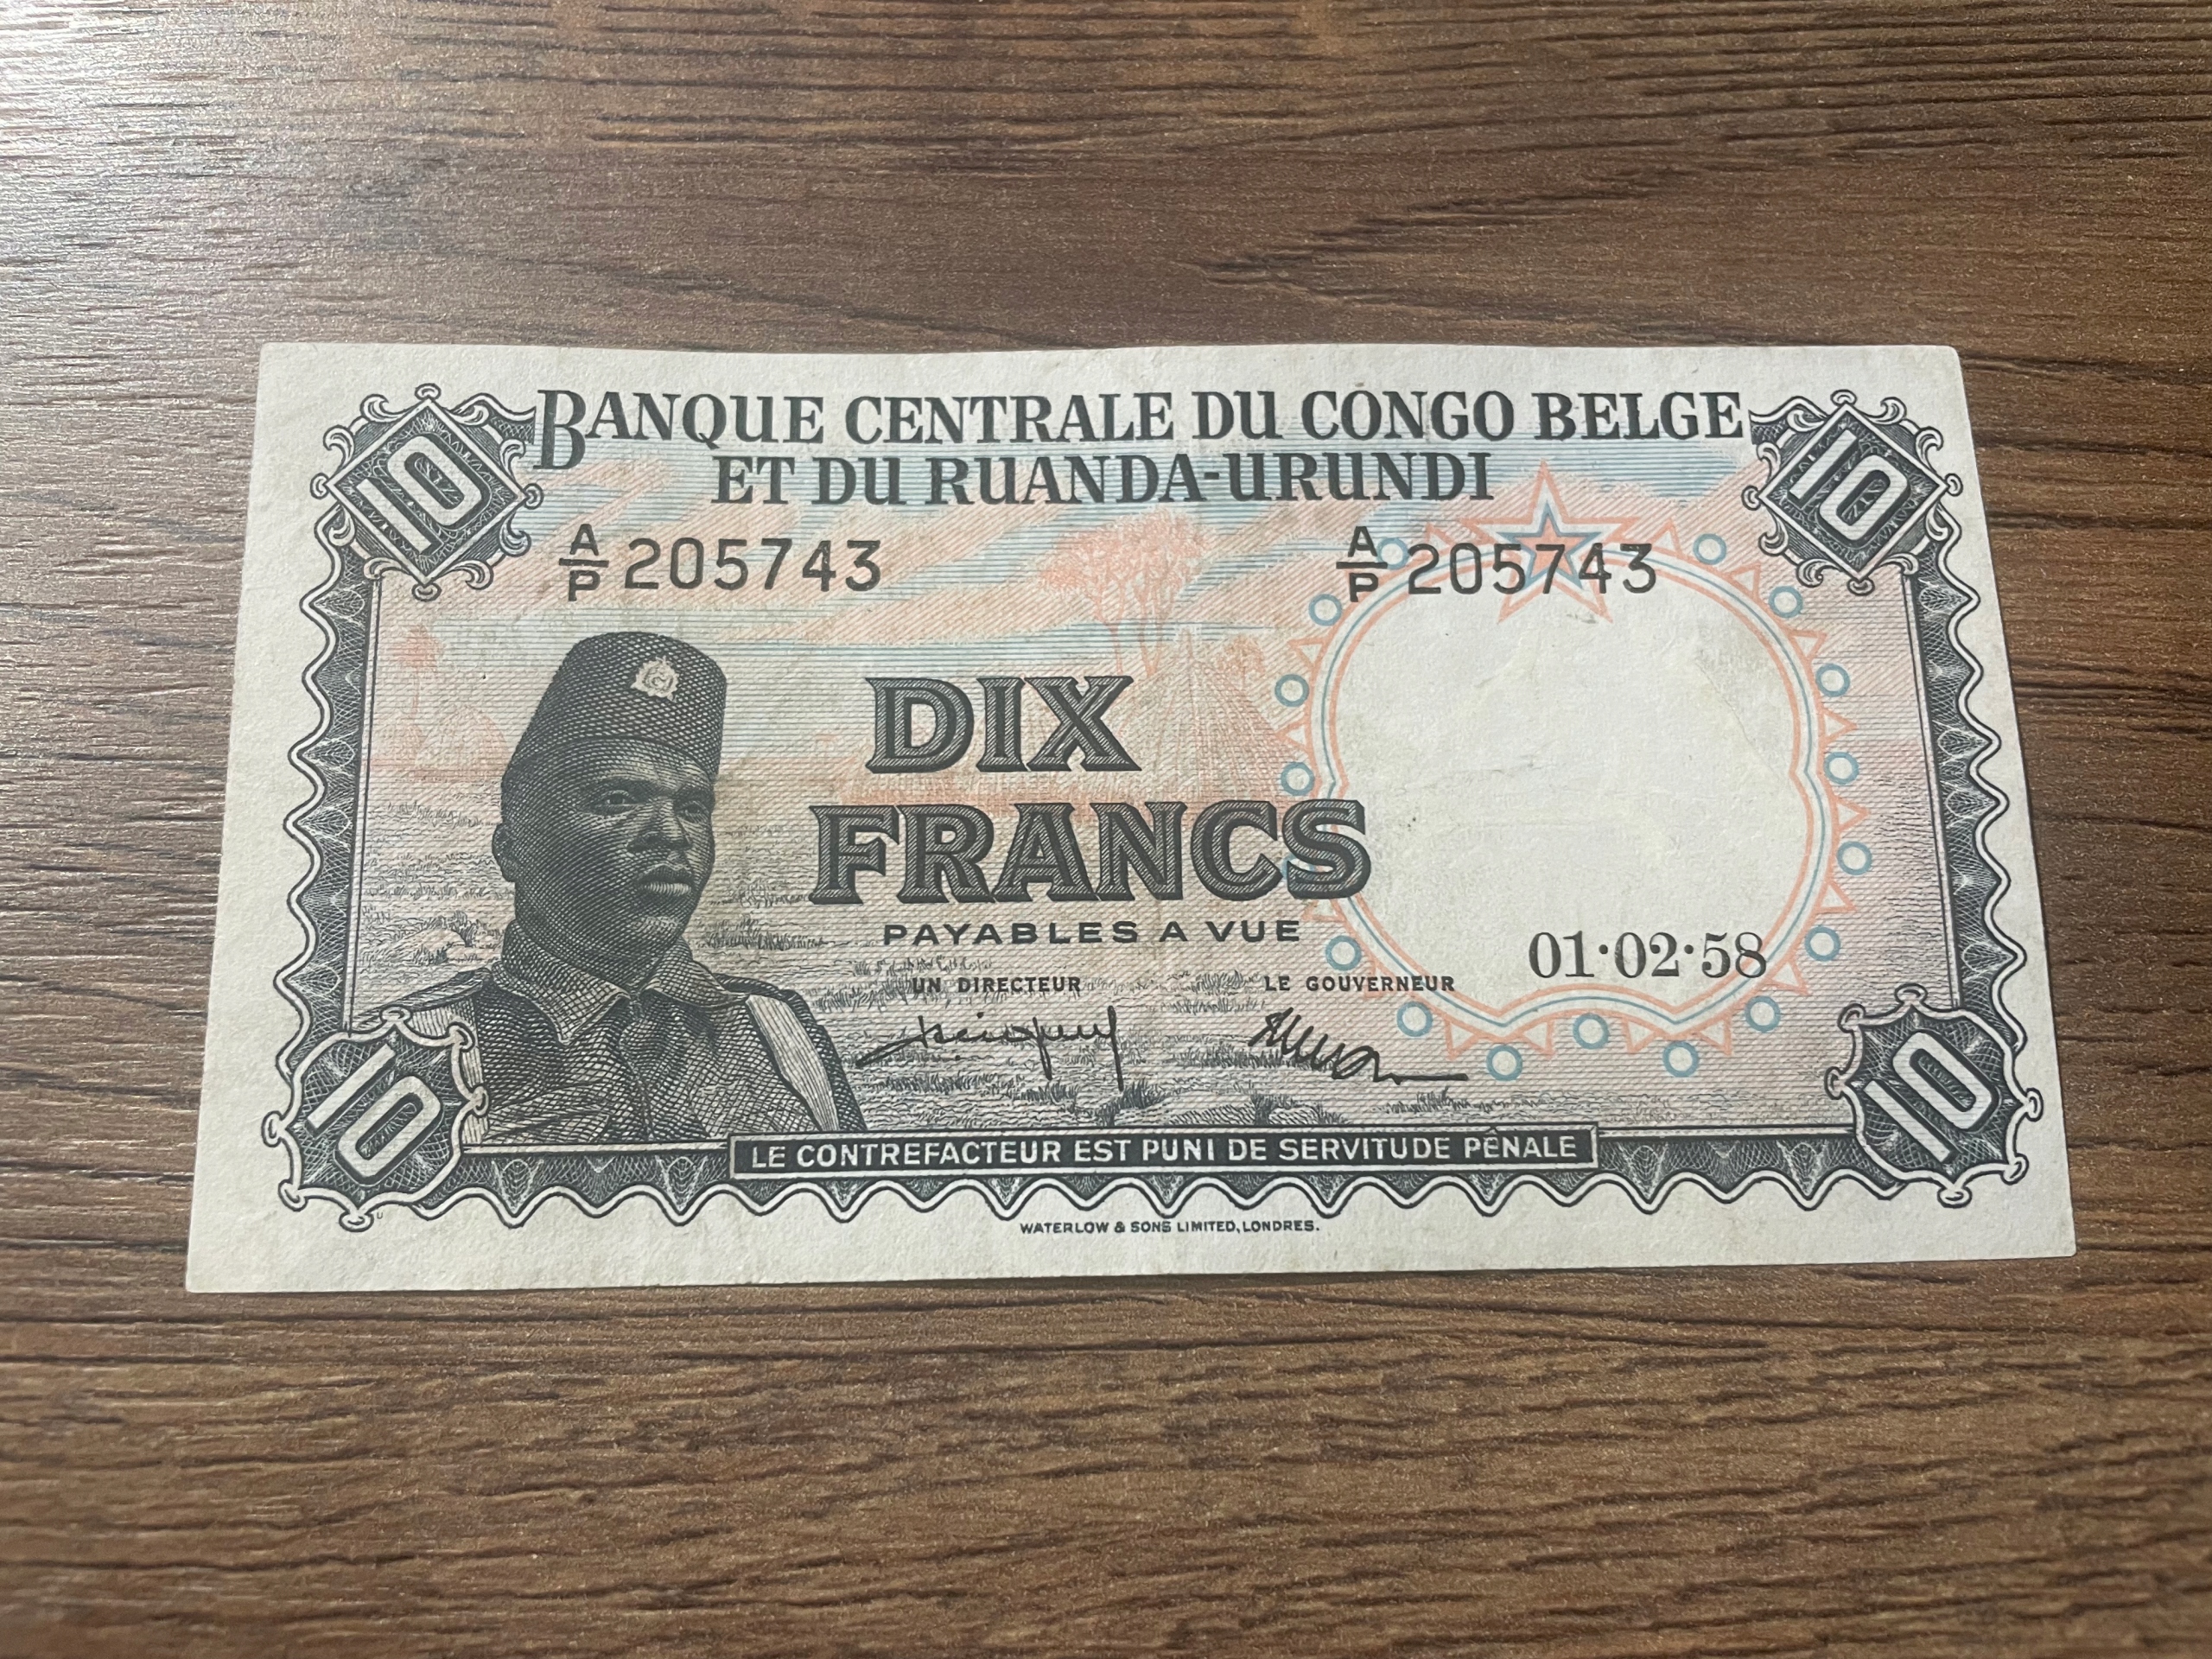 10 BANQUE CENTRALE DU CONGO BELGE 10
ET DU RUANDA-URUNDI
A/P 205743 A/P 205743
DIX
FRANCS
PAYABLES A VUE
01·02·58
UN DIRECTEUR LE GOUVERNEUR
10 10
LE CONTREFACTEUR EST PUNI DE SERVITUDE PÉNALE
WATERLOW & SONS LIMITED, LONDRES.